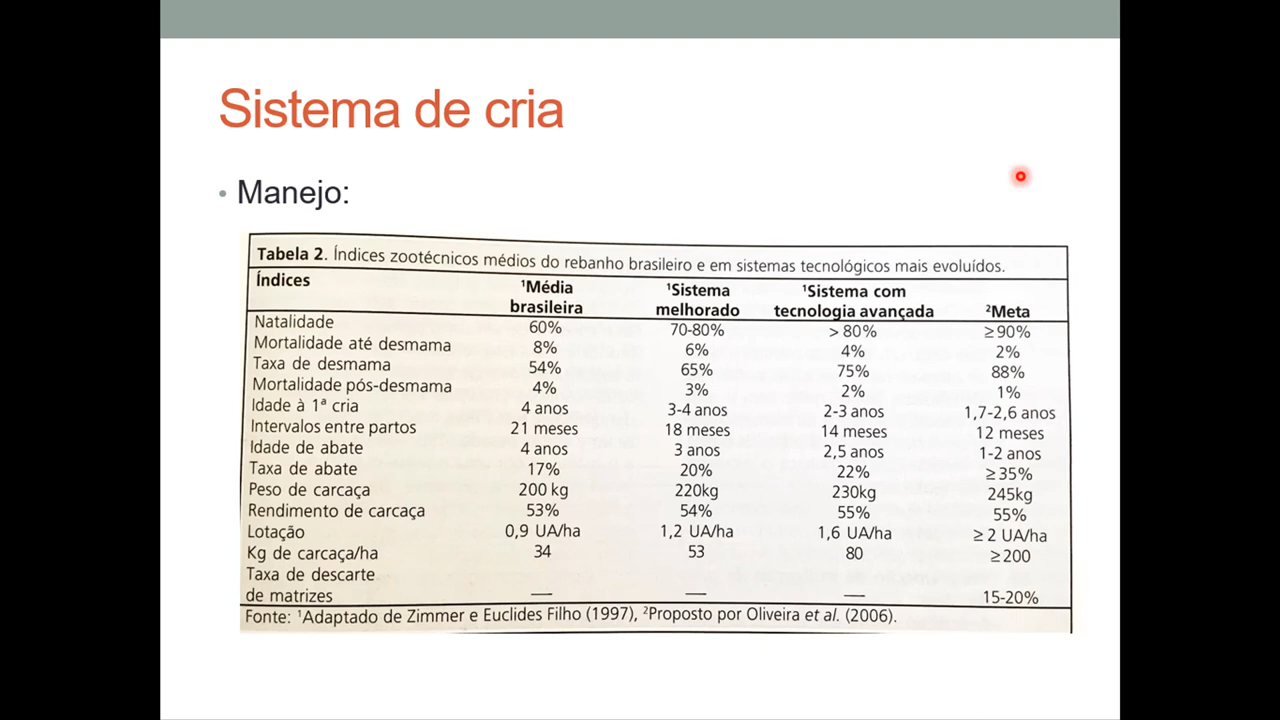 Sistema de cria
• Manejo:
Tabela 2. Índices zootécnicos médios do rebanho brasileiro e em sistemas tecnológicos mais evoluídos.
Índices ¹Média brasileira ¹Sistema melhorado ¹Sistema com tecnologia avançada ²Meta
Natalidade 60% 70-80% > 80% ≥90%
Mortalidade até desmama 8% 6% 4% 2%
Taxa de desmama 54% 65% 75% 88%
Mortalidade pós-desmama 4% 3% 2% 1%
Idade à 1ª cria 4 anos 3-4 anos 2-3 anos 1,7-2,6 anos
Intervalos entre partos 21 meses 18 meses 14 meses 12 meses
Idade de abate 4 anos 3 anos 2,5 anos 1-2 anos
Taxa de abate 17% 20% 22% ≥35%
Peso de carcaça 200 kg 220kg 230kg 245kg
Rendimento de carcaça 53% 54% 55% 55%
Lotação 0,9 UA/ha 1,2 UA/ha 1,6 UA/ha ≥ 2 UA/ha
Kg de carcaça/ha 34 53 80 ≥200
Taxa de descarte
de matrizes — — — 15-20%
Fonte: ¹Adaptado de Zimmer e Euclides Filho (1997), ²Proposto por Oliveira et al. (2006).